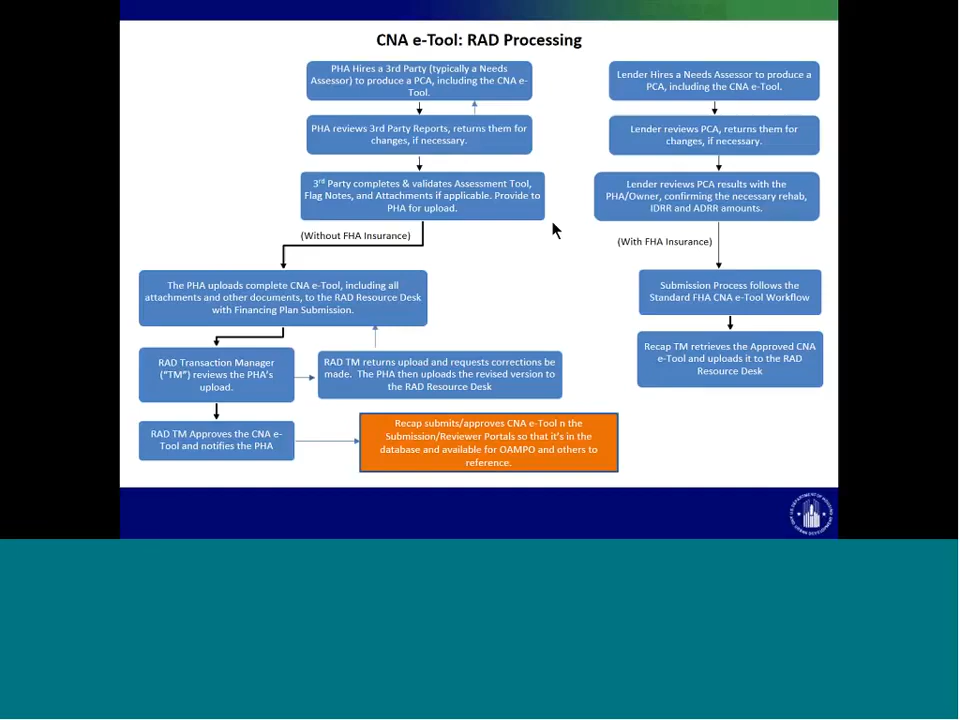 CNA e-Tool: RAD Processing
PHA Hires a 3rd Party (typically a Needs
Assessor) to produce a PCA, including the CNA e-
Tool.
PHA reviews 3rd Party Reports, returns them for
changes, if necessary.
3rd Party completes & validates Assessment Tool,
Flag Notes, and Attachments if applicable. Provide to
PHA for upload.
(Without FHA Insurance)
The PHA uploads complete CNA e-Tool, including all
attachments and other documents, to the RAD Resource Desk
with Financing Plan Submission.
RAD Transaction Manager
("TM") reviews the PHA's
upload.
RAD TM returns upload and requests corrections be
made. The PHA then uploads the revised version to
the RAD Resource Desk
RAD TM Approves the CNA e-
Tool and notifies the PHA
Recap submits/approves CNA e-Tool n the
Submission/Reviewer Portals so that it's in the
database and available for OAMPO and others to
reference.
Lender Hires a Needs Assessor to produce a
PCA, including the CNA e-Tool.
Lender reviews PCA, returns them for
changes, if necessary.
Lender reviews PCA results with the
PHA/Owner, confirming the necessary rehab,
IDRR and ADRR amounts.
(With FHA Insurance)
Submission Process follows the
Standard FHA CNA e-Tool Workflow
Recap TM retrieves the Approved CNA
e-Tool and uploads it to the RAD
Resource Desk